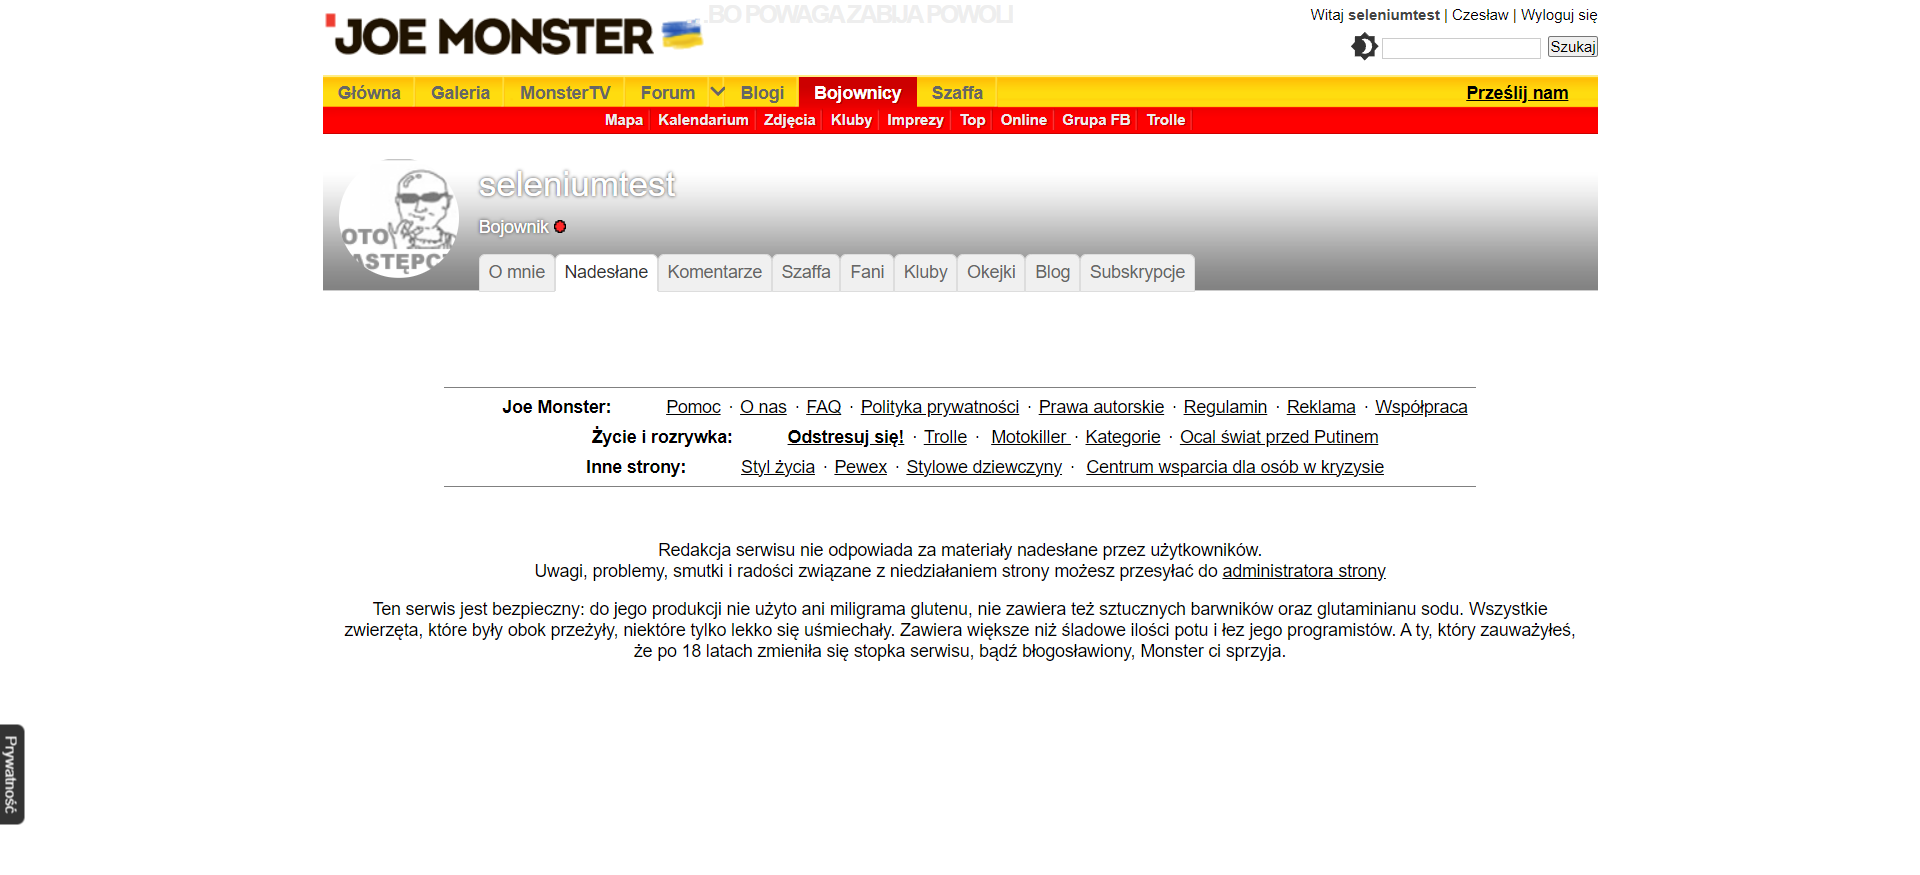 JOE MONSTER
.BO POWAGA ZABIJA POWOLI
Witaj seleniumtest | Czesław | Wyloguj się
Szukaj
Główna Galeria MonsterTV Forum Blogi Bojownicy Szaffa Prześlij nam
Mapa Kalendarium Zdjęcia Kluby Imprezy Top Online Grupa FB Trolle
seleniumtest
Bojownik
OTO
ASTĘPC
O mnie Nadesłane Komentarze Szaffa Fani Kluby Okejki Blog Subskrypcje
Joe Monster: Pomoc · O nas · FAQ · Polityka prywatności · Prawa autorskie · Regulamin · Reklama · Współpraca
Życie i rozrywka: Odstresuj się! · Trolle · Motokiller · Kategorie · Ocal świat przed Putinem
Inne strony: Styl życia · Pewex · Stylowe dziewczyny · Centrum wsparcia dla osób w kryzysie
Redakcja serwisu nie odpowiada za materiały nadesłane przez użytkowników.
Uwagi, problemy, smutki i radości związane z niedziałaniem strony możesz przesyłać do administratora strony
Ten serwis jest bezpieczny: do jego produkcji nie użyto ani miligrama glutenu, nie zawiera też sztucznych barwników oraz glutaminianu sodu. Wszystkie
zwierzęta, które były obok przeżyły, niektóre tylko lekko się uśmiechały. Zawiera większe niż śladowe ilości potu i łez jego programistów. A ty, który zauważyłeś,
że po 18 latach zmieniła się stopka serwisu, bądź błogosławiony, Monster ci sprzyja.
Prywatność